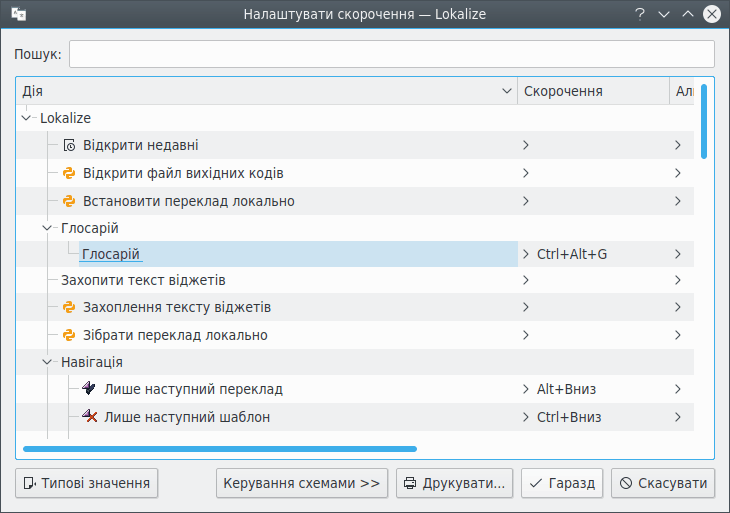 Налаштувати скорочення — Lokalize
Пошук:
Дія Скорочення
Lokalize
Відкрити недавні
Відкрити файл вихідних кодів
Встановити переклад локально
Глосарій
Глосарій Ctrl+Alt+G
Захопити текст віджетів
Захоплення тексту віджетів
Зібрати переклад локально
Навігація
Лише наступний переклад Alt+Вниз
Лише наступний шаблон Ctrl+Вниз
Типові значення Керування схемами >> Друкувати... Гаразд Скасувати